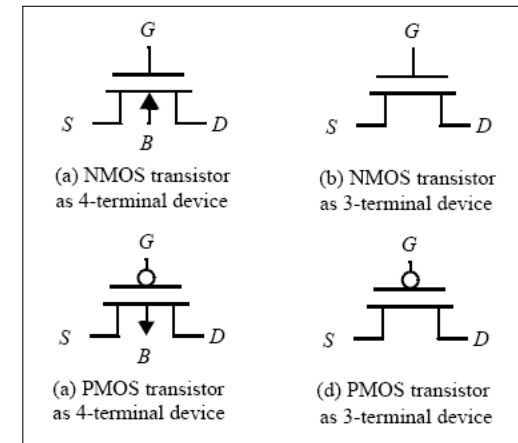 G
G
S
B
D
S
D
(a) NMOS transistor
as 4-terminal device
(b) NMOS transistor
as 3-terminal device
G
G
S
B
D
S
D
(a) PMOS transistor
as 4-terminal device
(d) PMOS transistor
as 3-terminal device